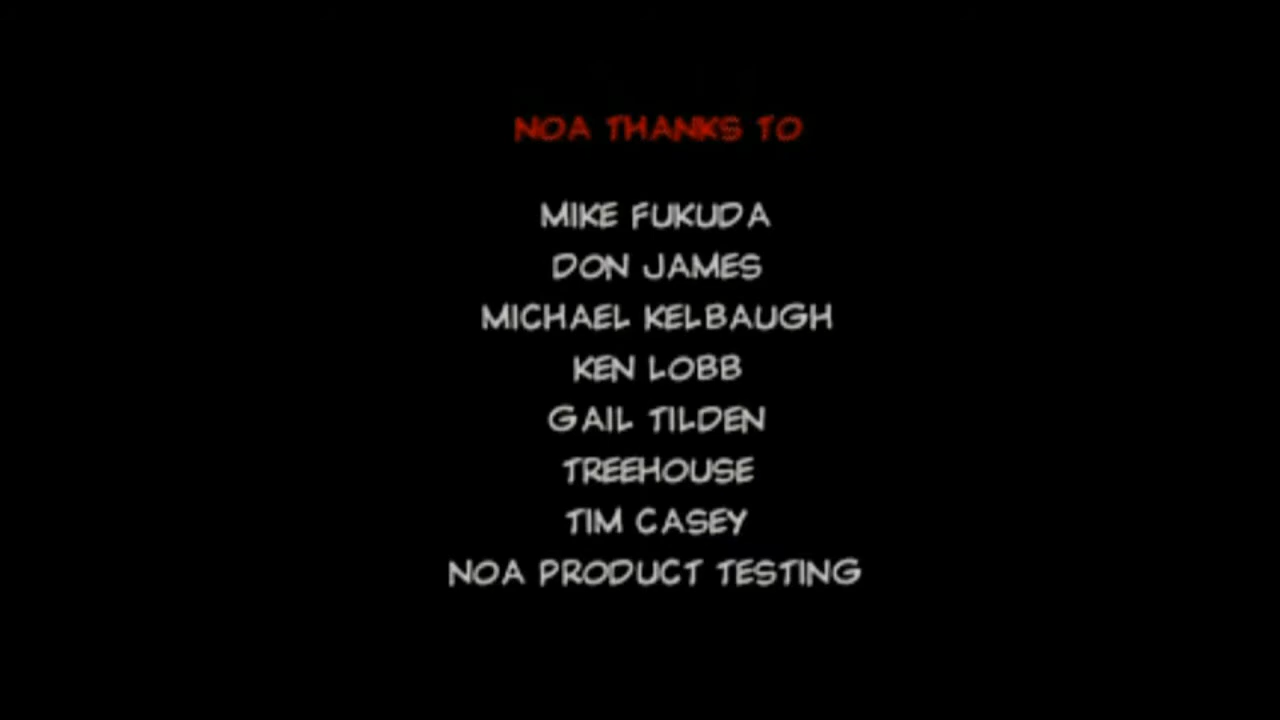 NOA THANKS TO
MIKE FUKUDA
DON JAMES
MICHAEL KELBAUGH
KEN LOBB
GAIL TILDEN
TREEHOUSE
TIM CASEY
NOA PRODUCT TESTING